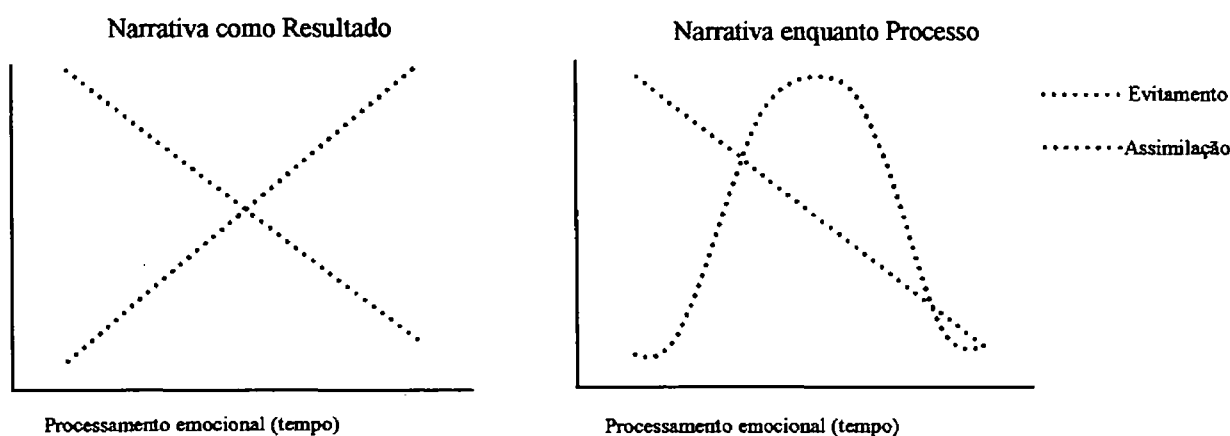 Narrativa como Resultado
Narrativa enquanto Processo
Evitamento
Assimilação
Processamento emocional (tempo)
Processamento emocional (tempo)